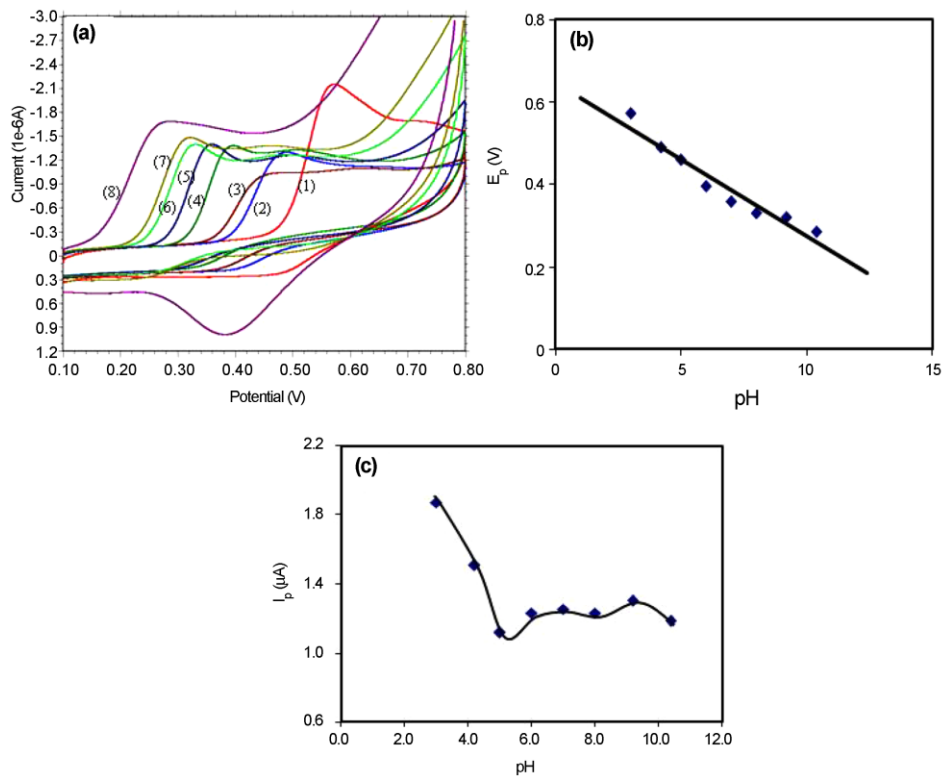 (a)
-3.0
-2.7
-2.4
-2.1
-1.8
-1.5
-1.2
-0.9
-0.6
-0.3
0
0.3
0.6
0.9
1.2
Current (1e-6A)
(8)
(7)
(6)
(5)
(4)
(3)
(2)
(1)
0.10 0.20 0.30 0.40 0.50 0.60 0.70 0.80
Potential (V)
(b)
0.8
0.6
0.4
0.2
0
Ep (V)
0 5 10 15
pH
(c)
2.2
1.8
1.4
1.0
0.6
Ip (μA)
0.0 2.0 4.0 6.0 8.0 10.0 12.0
pH